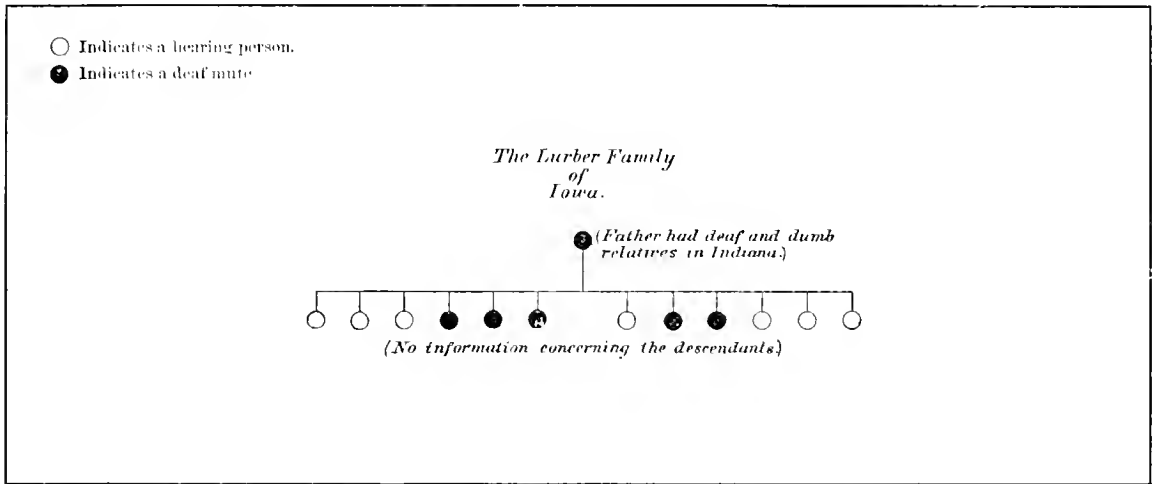 Indicates a hearing person.
Indicates a deaf mute
The Lurber Family
of
Iowa.
(Father had deaf and dumb
relatives in Indiana.)
(No information concerning the descendants.)